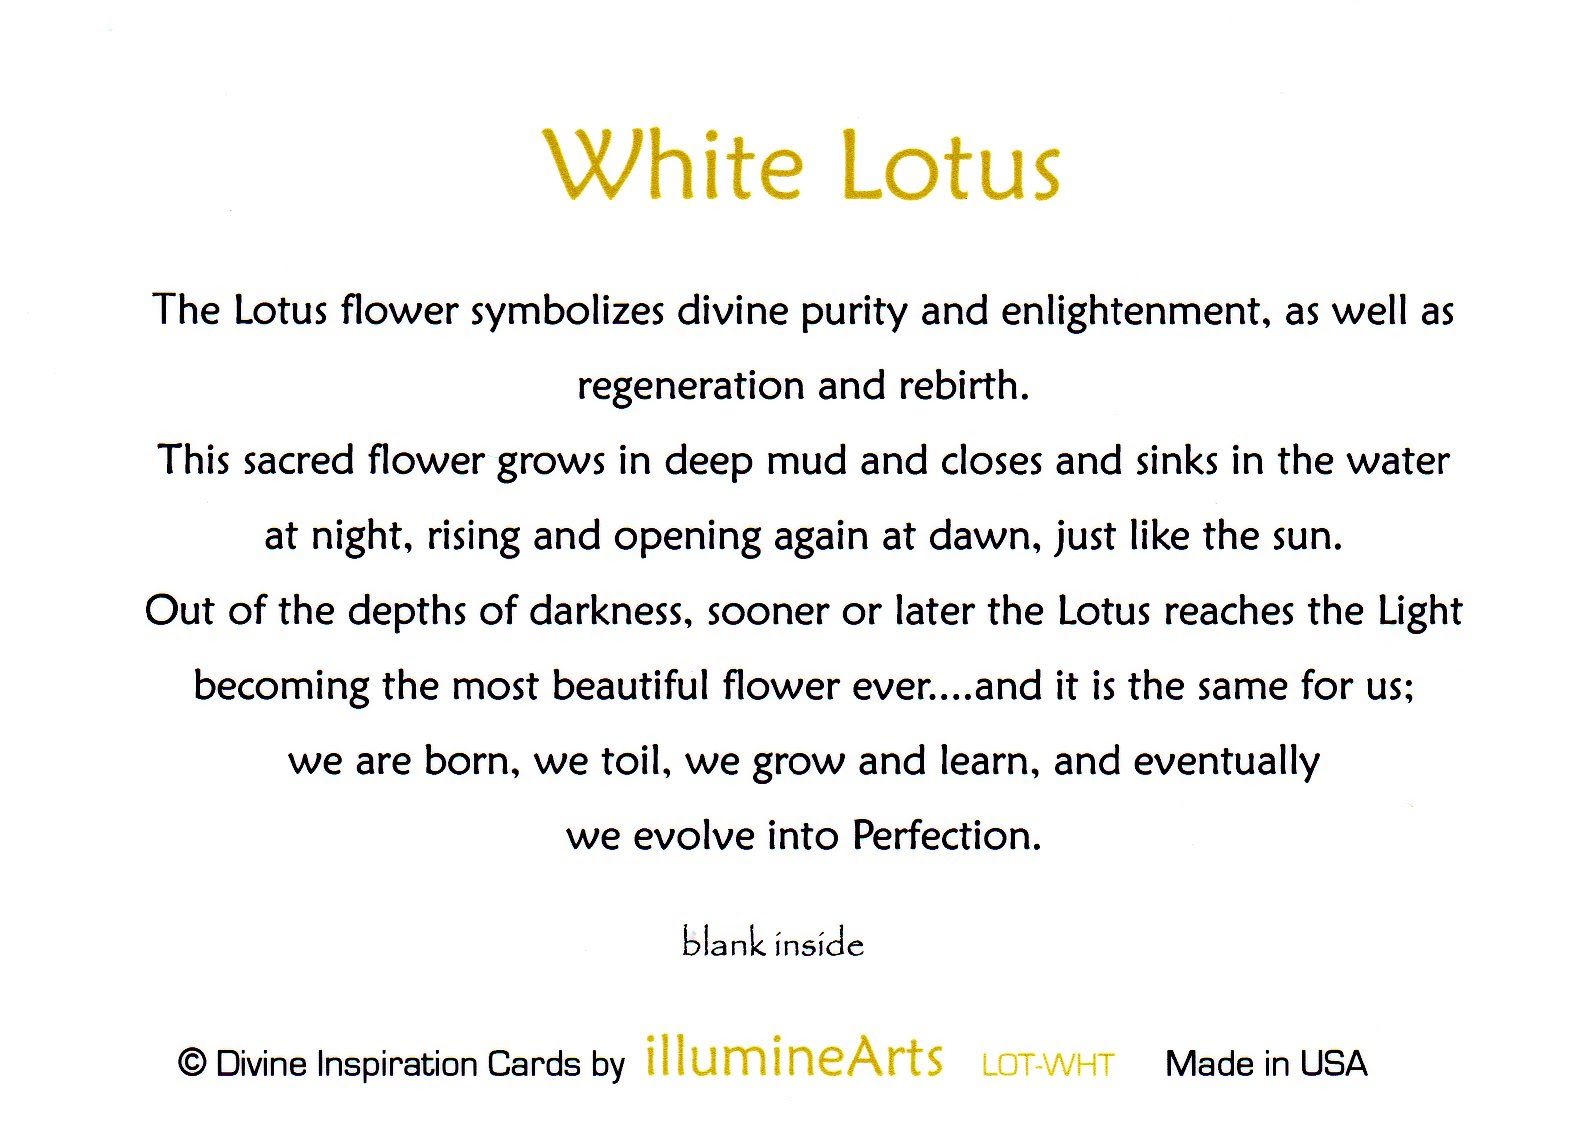 White Lotus
The Lotus flower symbolizes divine purity and enlightenment, as well as
regeneration and rebirth.
This sacred flower grows in deep mud and closes and sinks in the water
at night, rising and opening again at dawn, just like the sun.
Out of the depths of darkness, sooner or later the Lotus reaches the Light
becoming the most beautiful flower ever....and it is the same for us;
we are born, we toil, we grow and learn, and eventually
we evolve into Perfection.
blank inside
© Divine Inspiration Cards by illumineArts LOT-WHT Made in USA